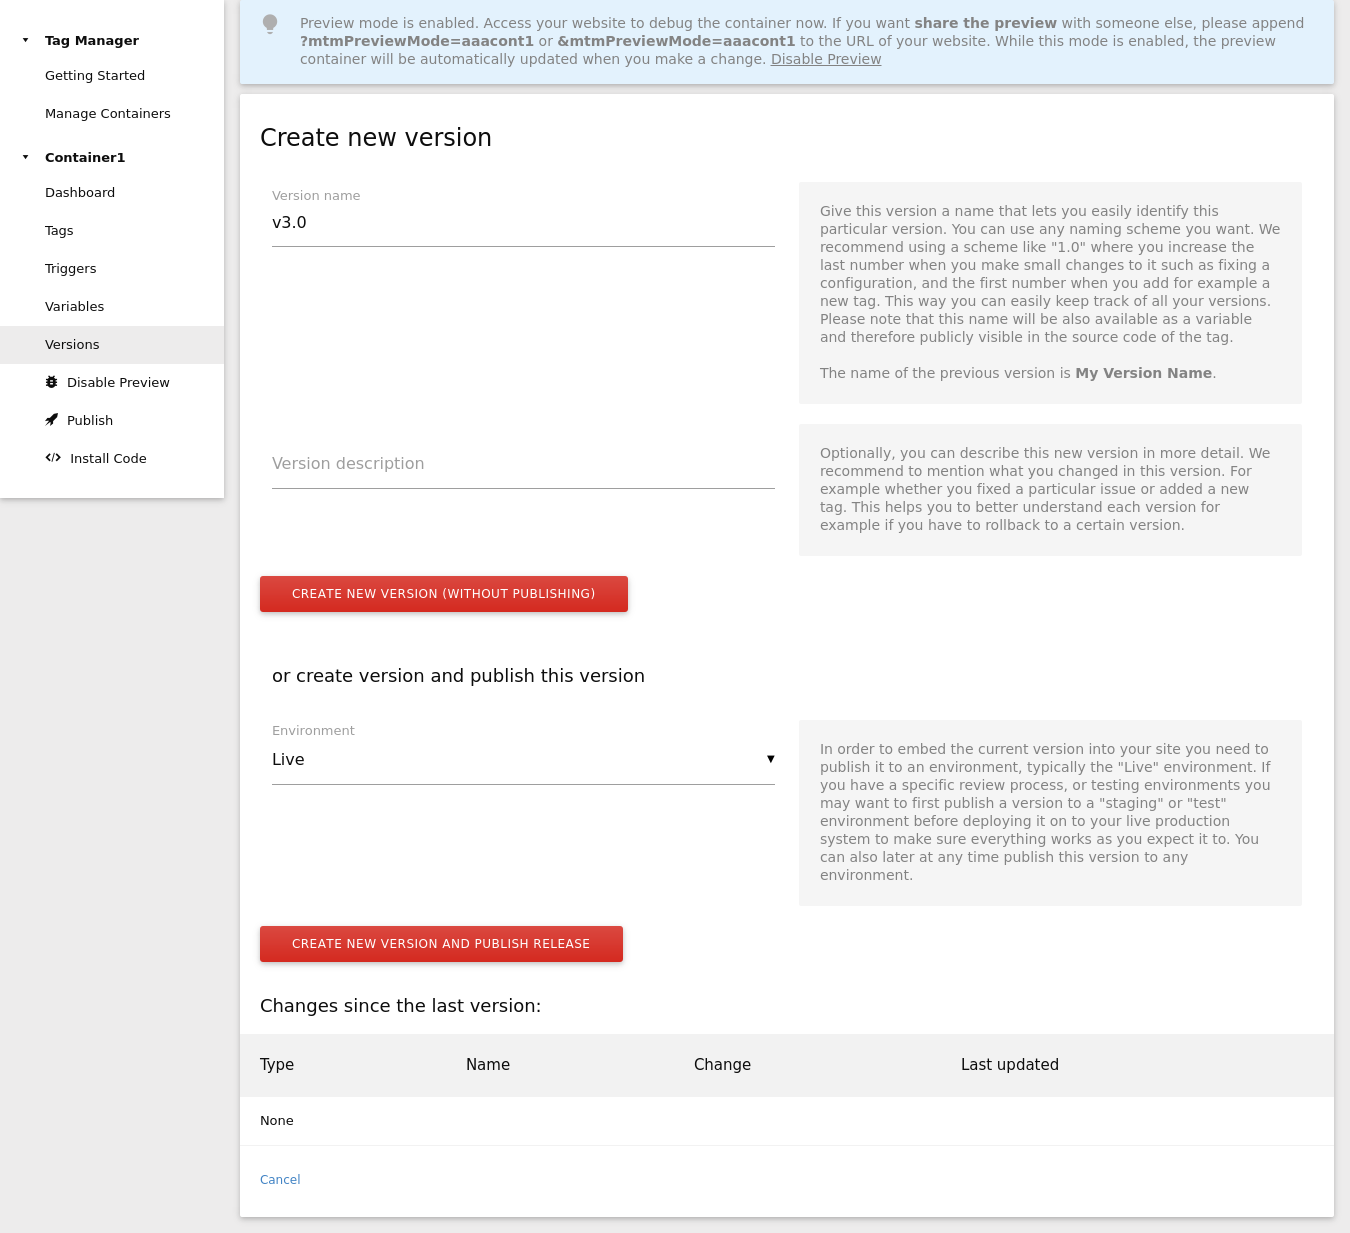 Tag Manager
Getting Started
Manage Containers
Container1
Dashboard
Tags
Triggers
Variables
Versions
Disable Preview
Publish
Install Code
Preview mode is enabled. Access your website to debug the container now. If you want share the preview with someone else, please append
?mtmPreviewMode=aaacont1 or &mtmPreviewMode=aaacont1 to the URL of your website. While this mode is enabled, the preview
container will be automatically updated when you make a change. Disable Preview
Create new version
Version name
v3.0
Give this version a name that lets you easily identify this
particular version. You can use any naming scheme you want. We
recommend using a scheme like "1.0" where you increase the
last number when you make small changes to it such as fixing a
configuration, and the first number when you add for example a
new tag. This way you can easily keep track of all your versions.
Please note that this name will be also available as a variable
and therefore publicly visible in the source code of the tag.
The name of the previous version is My Version Name.
Version description
Optionally, you can describe this new version in more detail. We
recommend to mention what you changed in this version. For
example whether you fixed a particular issue or added a new
tag. This helps you to better understand each version for
example if you have to rollback to a certain version.
CREATE NEW VERSION (WITHOUT PUBLISHING)
or create version and publish this version
Environment
Live
In order to embed the current version into your site you need to
publish it to an environment, typically the "Live" environment. If
you have a specific review process, or testing environments you
may want to first publish a version to a "staging" or "test"
environment before deploying it on to your live production
system to make sure everything works as you expect it to. You
can also later at any time publish this version to any
environment.
CREATE NEW VERSION AND PUBLISH RELEASE
Changes since the last version:
Type Name Change Last updated
None
Cancel